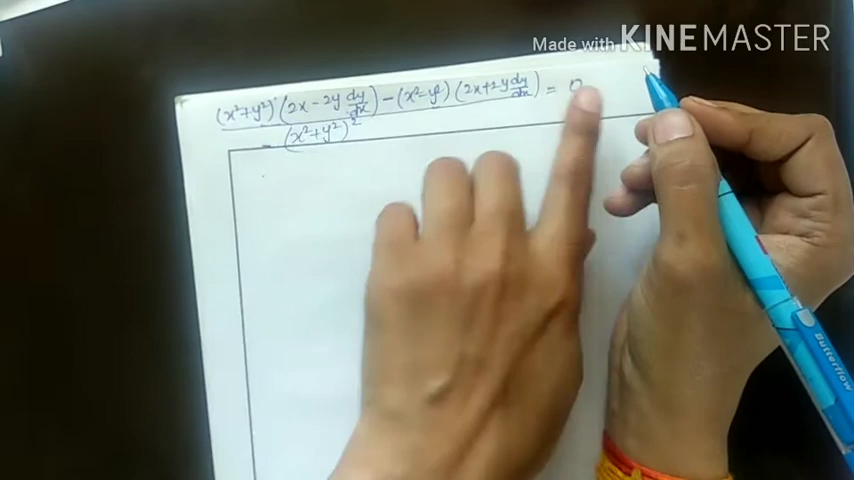 Made with KINEMASTER
(x²+y²) (2x - 2y dy/dx) - (x²-y²) (2x+2y dy/dx) = 0
(x²+y²)²
Butterflow